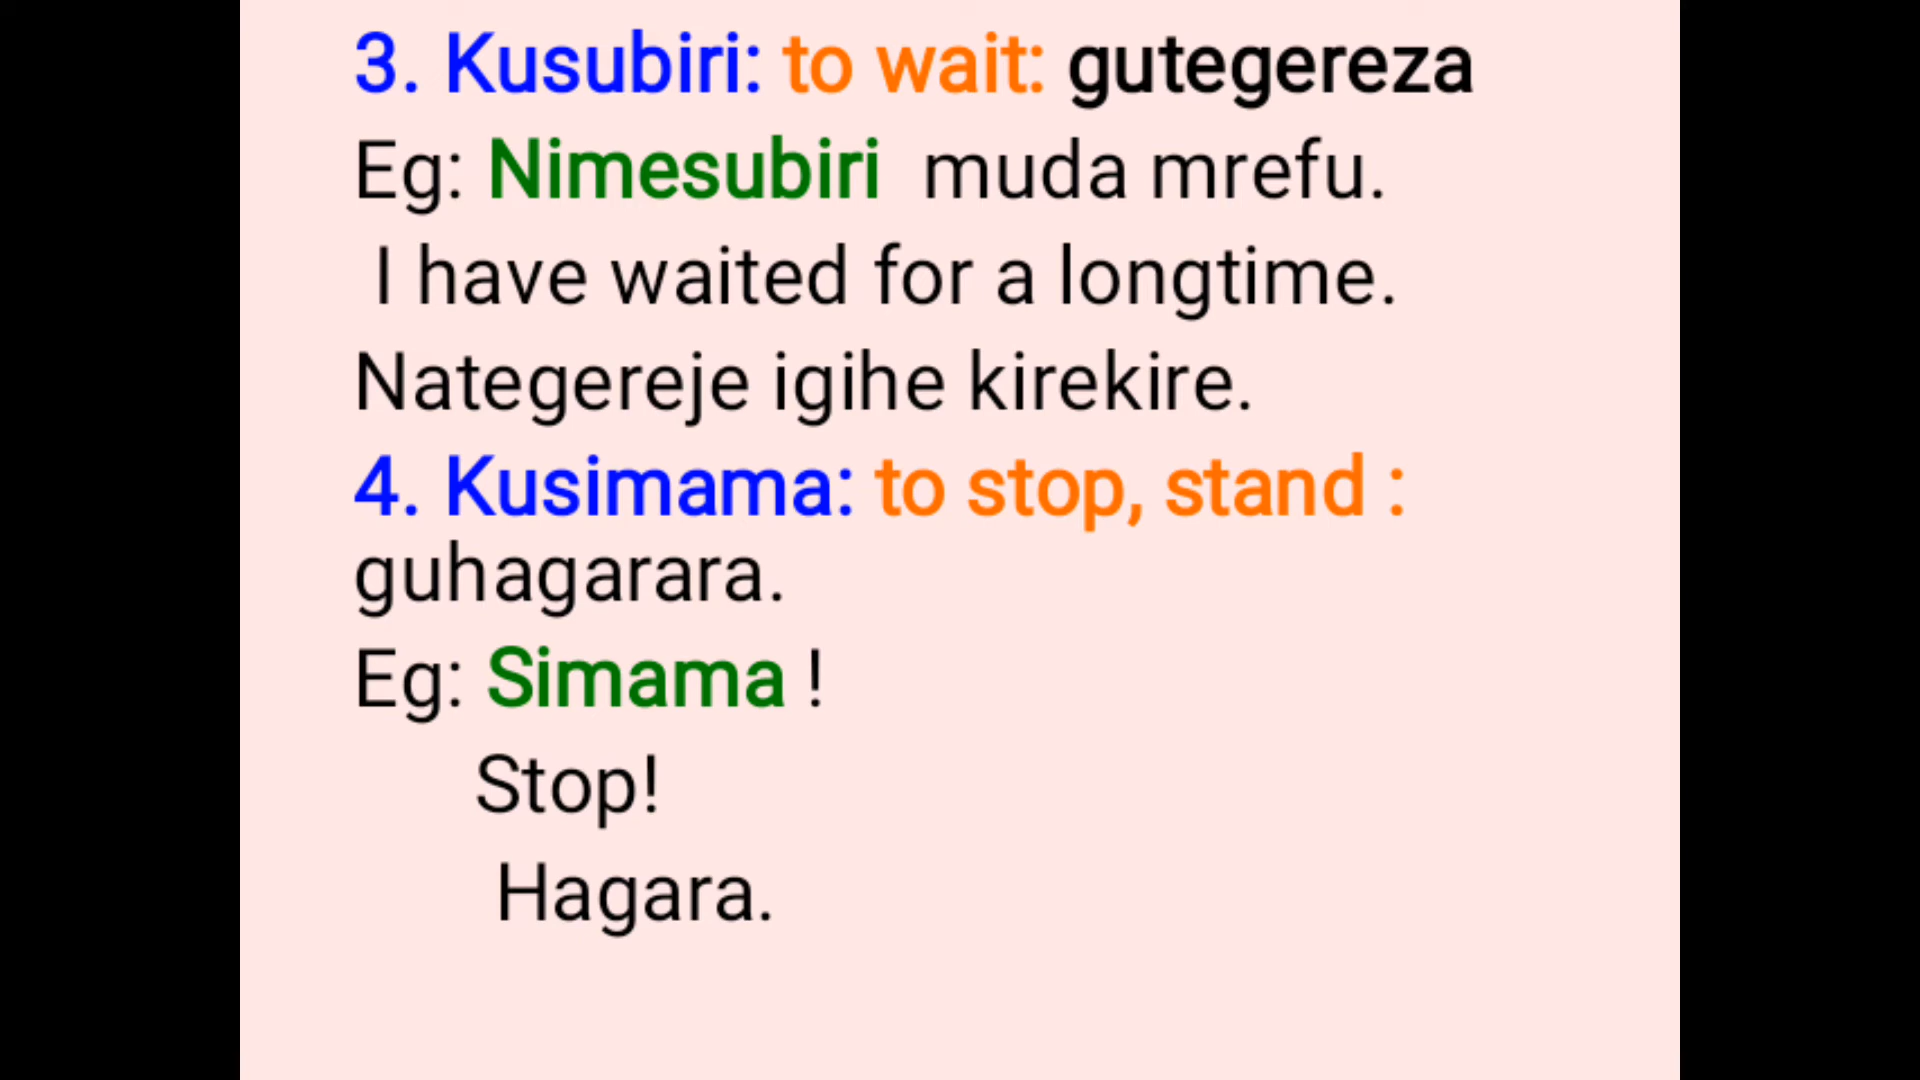 3. Kusubiri: to wait: gutegereza
Eg: Nimesubiri  muda mrefu.
I have waited for a longtime.
Nategereje igihe kirekire.
4. Kusimama: to stop, stand :
guhagarara.
Eg: Simama !
Stop!
Hagara.